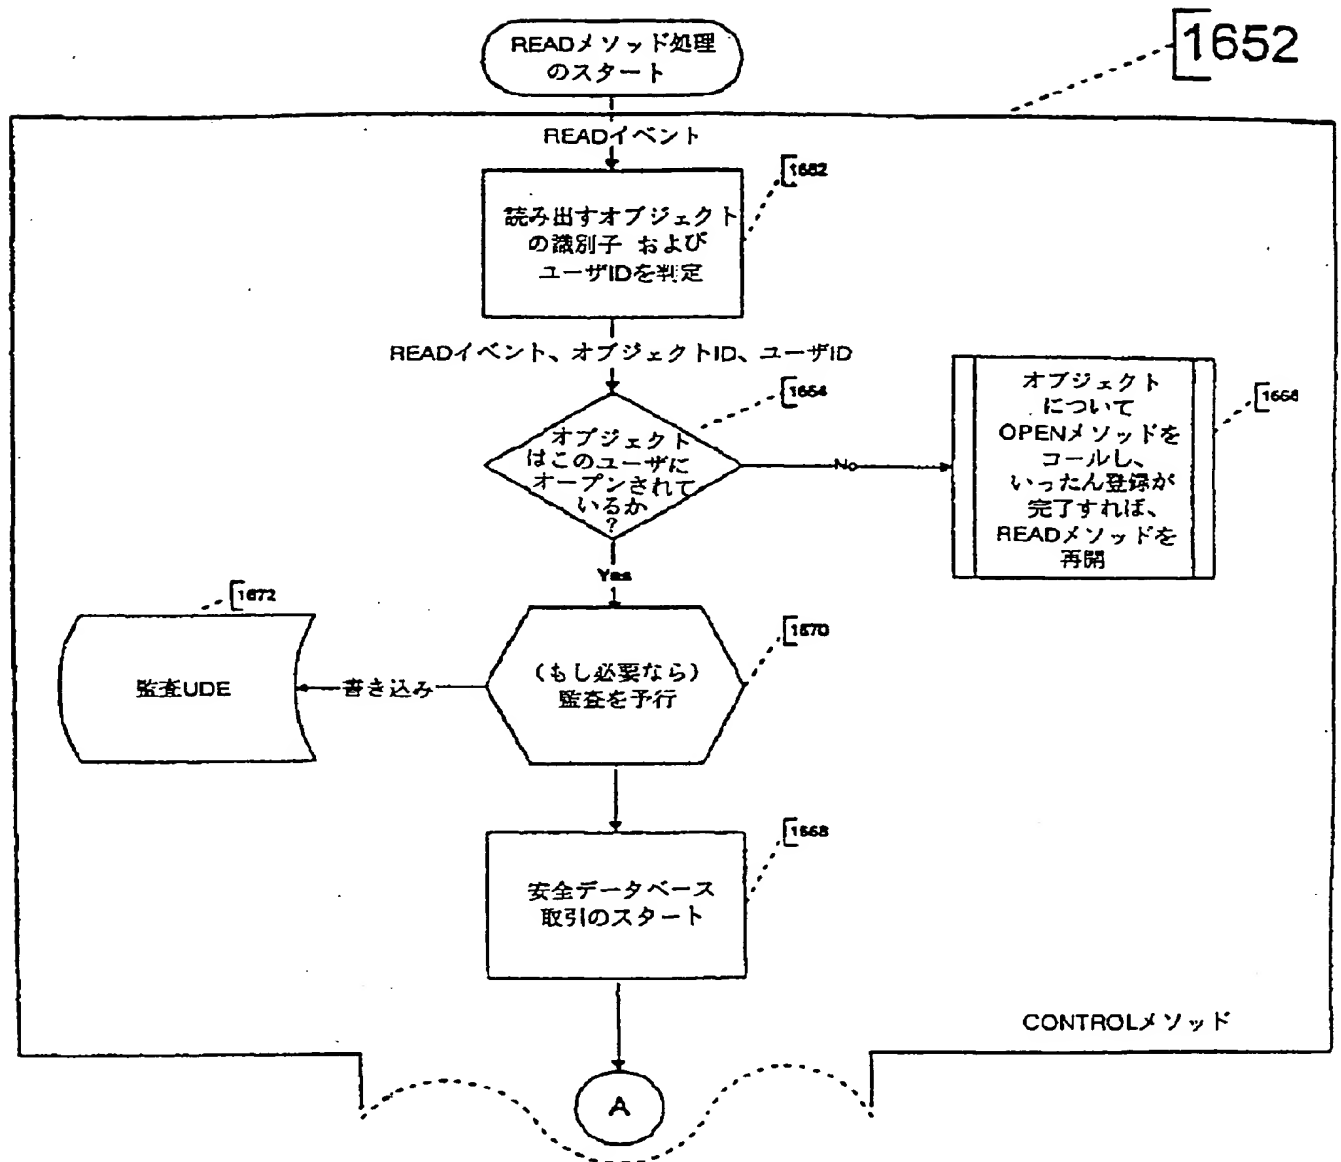 READメソッド処理
のスタート
1652
READイベント
1662
読み出すオブジェクト
の識別子 および
ユーザIDを判定
READイベント、オブジェクトID、ユーザID
1664
オブジェクト
はこのユーザに
オープンされて
いるか
?
No
オブジェクト
について
OPENメソッドを
コールし、
いったん登録が
完了すれば、
READメソッドを
再開
1666
Yes
1672
監査UDE
書き込み
(もし必要なら)
監査を予行
1670
1668
安全データベース
取引のスタート
CONTROLメソッド
A